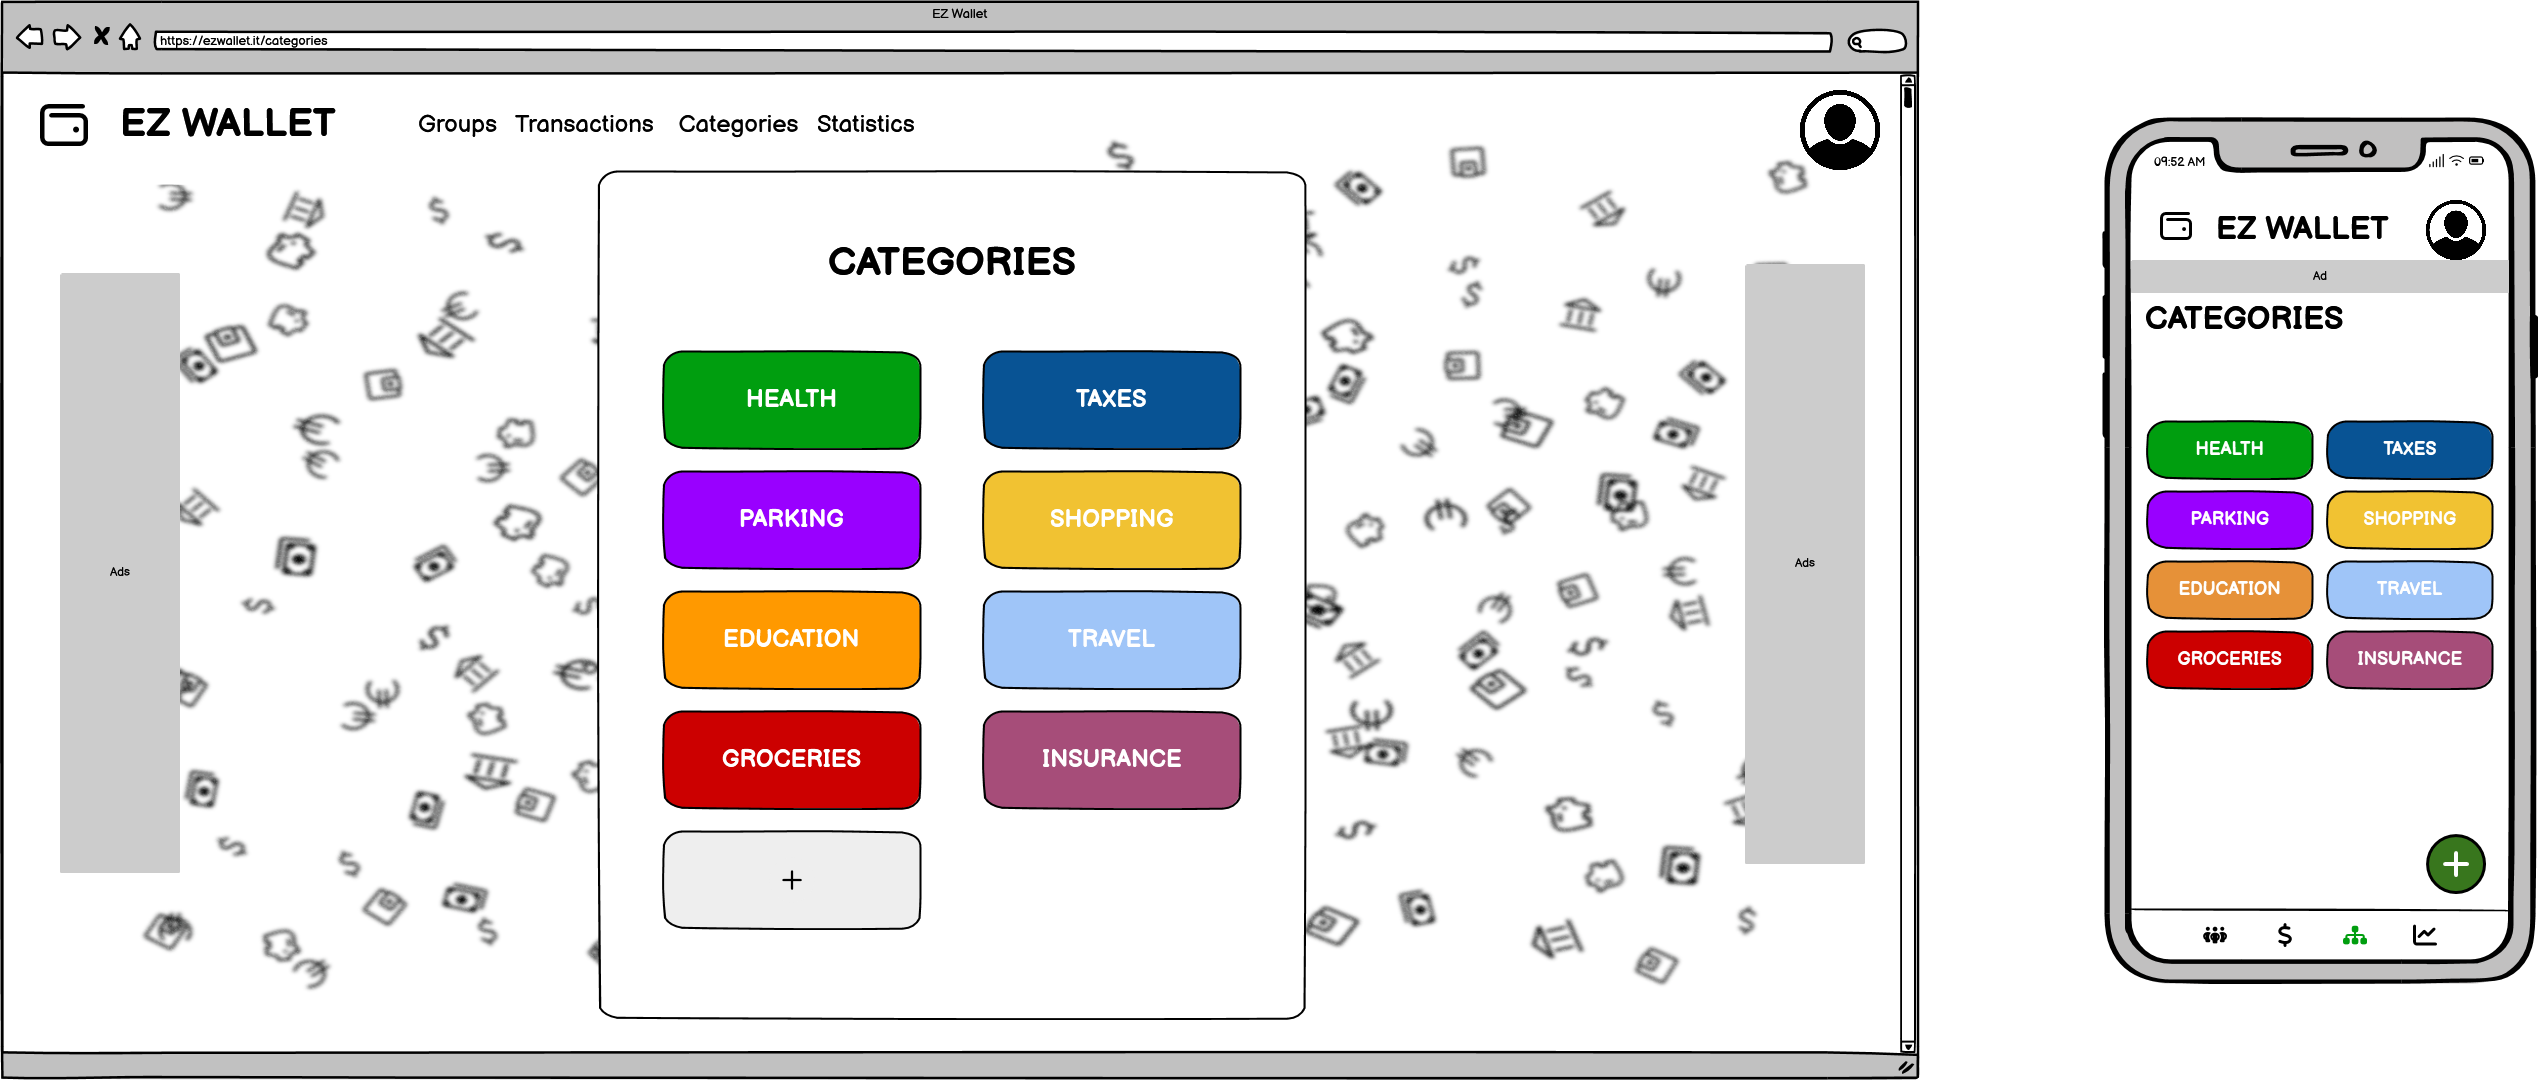 EZ Wallet
https://ezwallet.it/categories
EZ WALLET
Groups Transactions Categories Statistics
CATEGORIES
HEALTH
TAXES
PARKING
SHOPPING
EDUCATION
TRAVEL
GROCERIES
INSURANCE
+
Ads
Ads
09:52 AM
EZ WALLET
Ad
CATEGORIES
HEALTH
TAXES
PARKING
SHOPPING
EDUCATION
TRAVEL
GROCERIES
INSURANCE
+
$